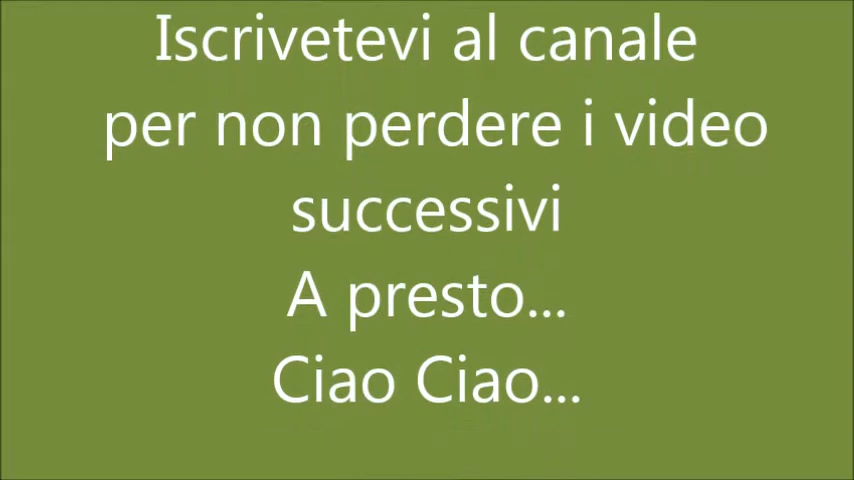 Iscrivetevi al canale
per non perdere i video
successivi
A presto...
Ciao Ciao...